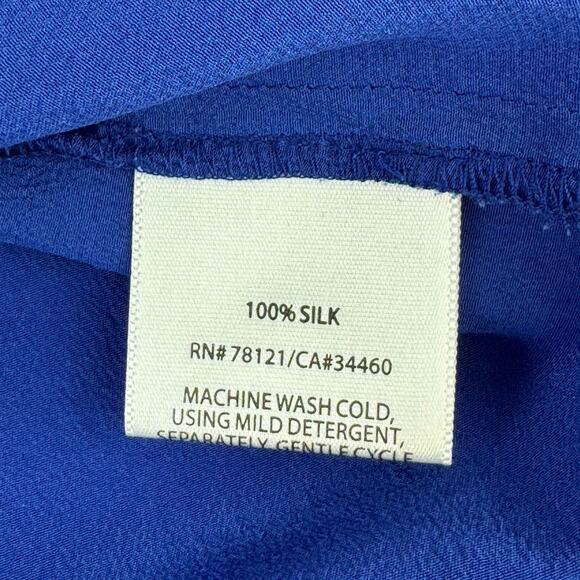 100% SILK
RN# 78121/CA#34460
MACHINE WASH COLD,
USING MILD DETERGENT,
SEPARATELY, GENTLE CYCLE